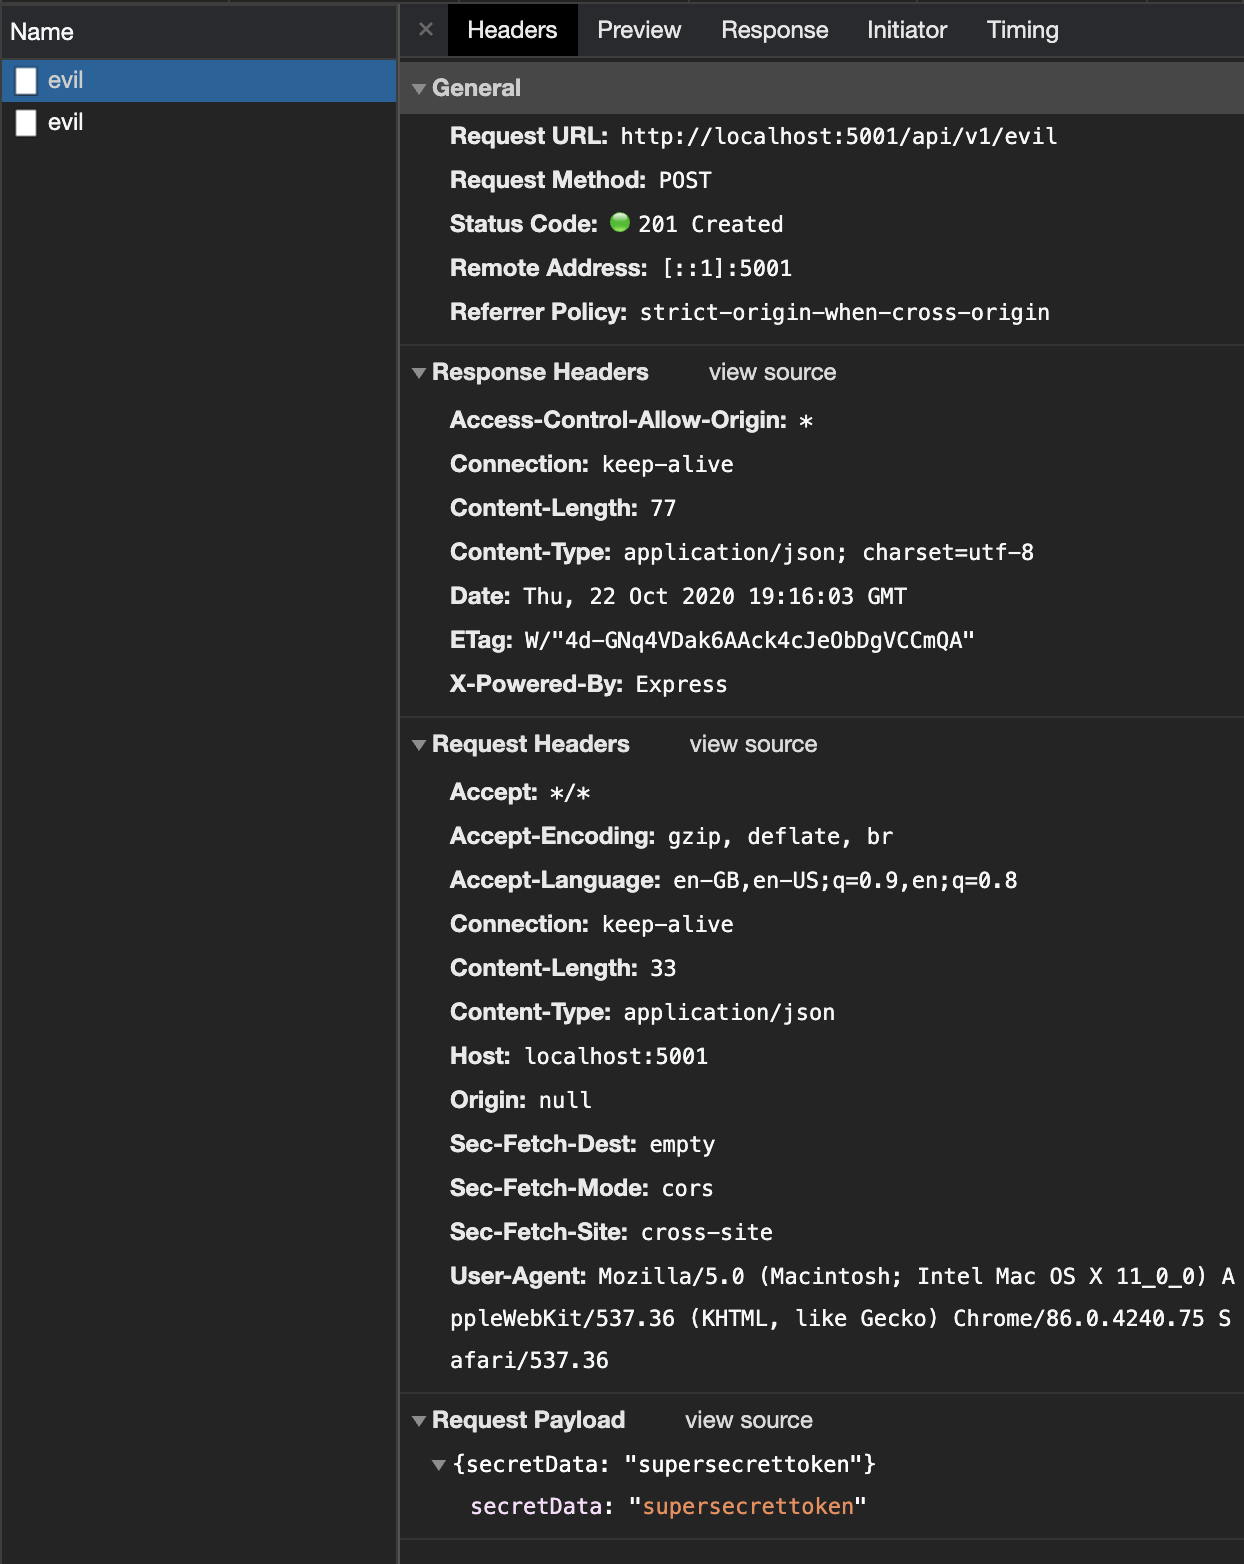 Name
evil
evil
× Headers Preview Response Initiator Timing
General
Request URL: http://localhost:5001/api/v1/evil
Request Method: POST
Status Code: 201 Created
Remote Address: [::1]:5001
Referrer Policy: strict-origin-when-cross-origin
Response Headers view source
Access-Control-Allow-Origin: *
Connection: keep-alive
Content-Length: 77
Content-Type: application/json; charset=utf-8
Date: Thu, 22 Oct 2020 19:16:03 GMT
ETag: W/"4d-GNq4VDak6AAck4cJeObDgVCCmQA"
X-Powered-By: Express
Request Headers view source
Accept: */*
Accept-Encoding: gzip, deflate, br
Accept-Language: en-GB,en-US;q=0.9,en;q=0.8
Connection: keep-alive
Content-Length: 33
Content-Type: application/json
Host: localhost:5001
Origin: null
Sec-Fetch-Dest: empty
Sec-Fetch-Mode: cors
Sec-Fetch-Site: cross-site
User-Agent: Mozilla/5.0 (Macintosh; Intel Mac OS X 11_0_0) A
ppleWebKit/537.36 (KHTML, like Gecko) Chrome/86.0.4240.75 S
afari/537.36
Request Payload view source
{secretData: "supersecrettoken"}
secretData: "supersecrettoken"